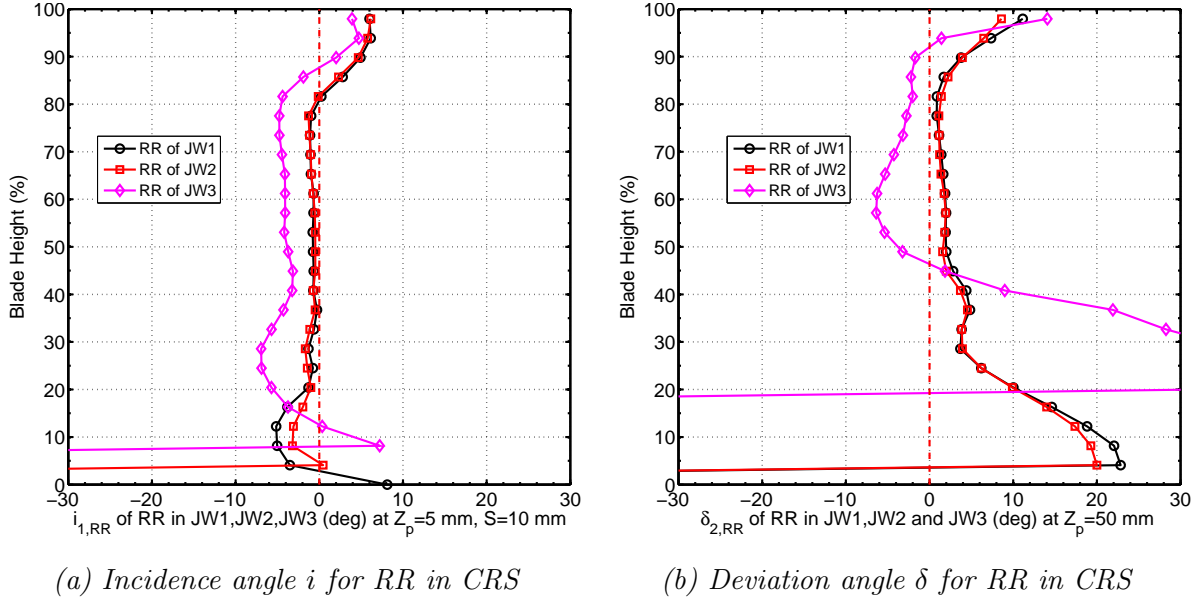 100
90
80
70
60
50
40
30
20
10
0
Blade Height (%)
RR of JW1
RR of JW2
RR of JW3
−30 −20 −10 0 10 20 30
i1,RR of RR in JW1,JW2,JW3 (deg) at Zp=5 mm, S=10 mm
(a) Incidence angle i for RR in CRS
100
90
80
70
60
50
40
30
20
10
0
Blade Height (%)
RR of JW1
RR of JW2
RR of JW3
−30 −20 −10 0 10 20 30
δ2,RR of RR in JW1,JW2 and JW3 (deg) at Zp=50 mm
(b) Deviation angle δ for RR in CRS